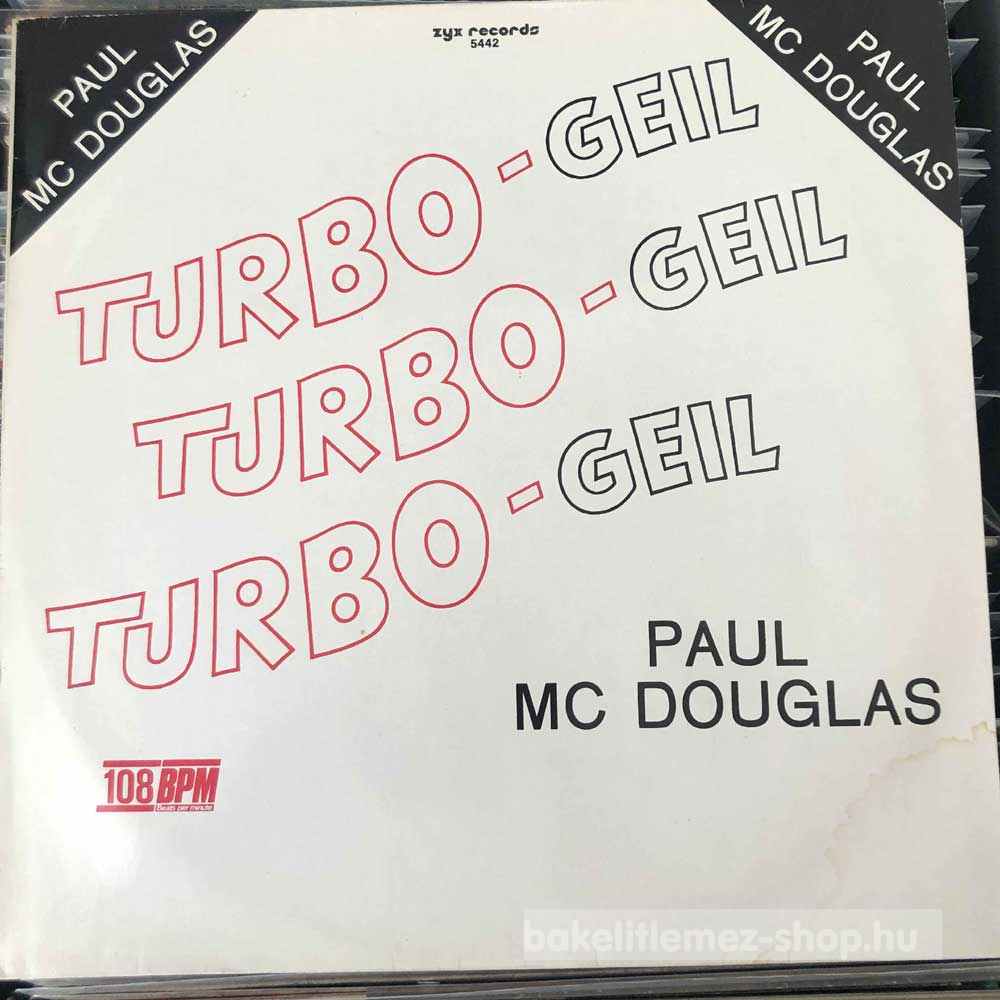 zyx records
5442
PAUL
MC DOUGLAS
PAUL
MC DOUGLAS
TURBO-GEIL
TURBO-GEIL
TURBO-GEIL
PAUL
MC DOUGLAS
108 BPM
Beats per minute
bakelitlemez-shop.hu